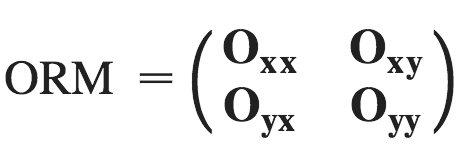 ORM = ( Oxx Oxy
Oyx Oyy )